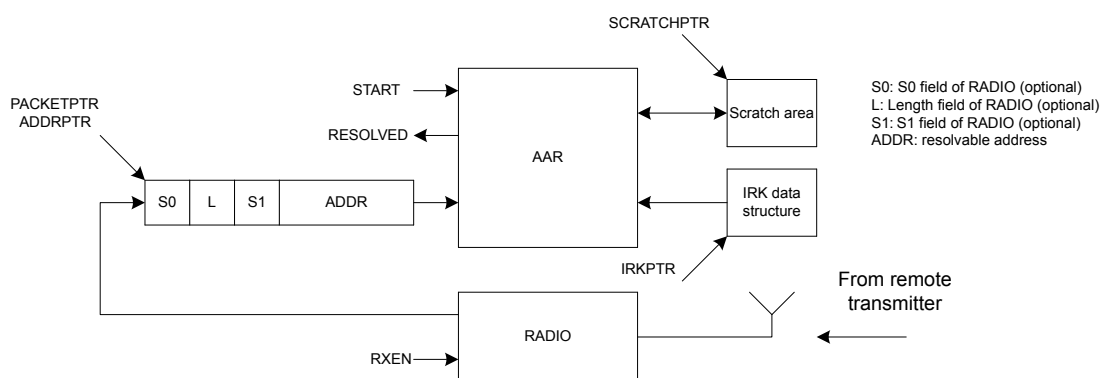 SCRATCHPTR
S0: S0 field of RADIO (optional)
L: Length field of RADIO (optional)
S1: S1 field of RADIO (optional)
ADDR: resolvable address
START
PACKETPTR
ADDRPTR
RESOLVED
AAR
Scratch area
S0
L
S1
ADDR
IRK data
structure
IRKPTR
From remote
transmitter
RADIO
RXEN